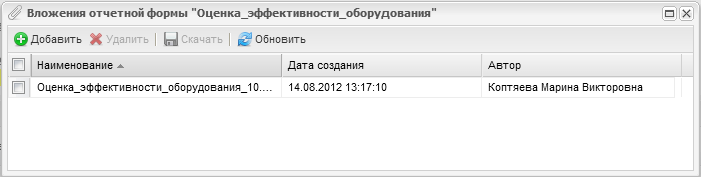 Вложения отчетной формы "Оценка_эффективности_оборудования"
Добавить Удалить Скачать Обновить
Наименование Дата создания Автор
Оценка_эффективности_оборудования_10.... 14.08.2012 13:17:10 Коптяева Марина Викторовна